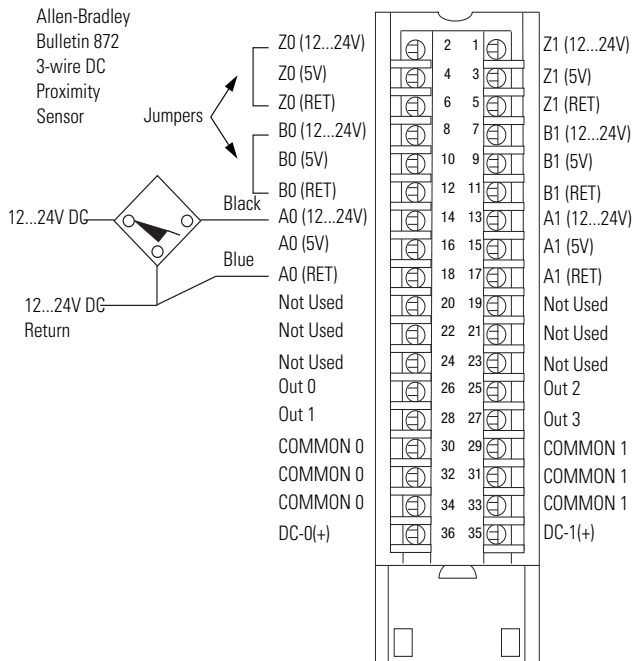 Allen-Bradley
Bulletin 872
3-wire DC
Proximity
Sensor
Jumpers
Z0 (12...24V) 2 1 Z1 (12...24V)
Z0 (5V) 4 3 Z1 (5V)
Z0 (RET) 6 5 Z1 (RET)
B0 (12...24V) 8 7 B1 (12...24V)
B0 (5V) 10 9 B1 (5V)
B0 (RET) 12 11 B1 (RET)
Black
12...24V DC A0 (12...24V) 14 13 A1 (12...24V)
A0 (5V) 16 15 A1 (5V)
Blue
A0 (RET) 18 17 A1 (RET)
12...24V DC
Return
Not Used 20 19 Not Used
Not Used 22 21 Not Used
Not Used 24 23 Not Used
Out 0 26 25 Out 2
Out 1 28 27 Out 3
COMMON 0 30 29 COMMON 1
COMMON 0 32 31 COMMON 1
COMMON 0 34 33 COMMON 1
DC-0(+) 36 35 DC-1(+)